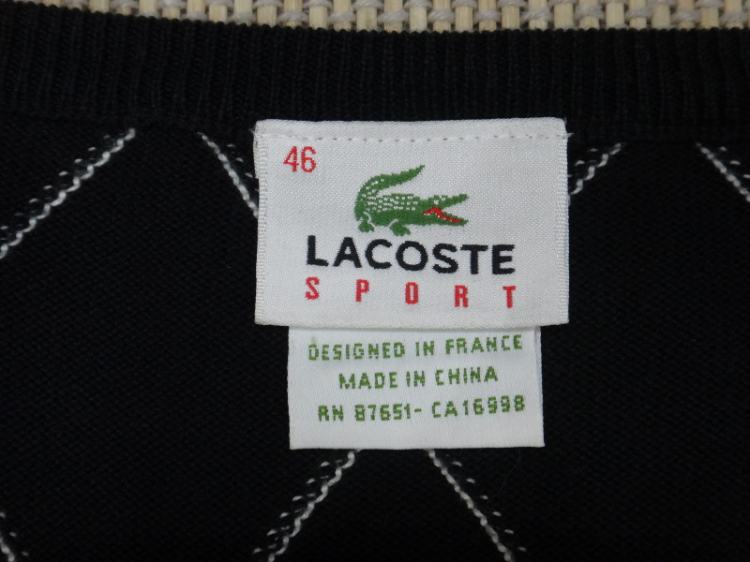 46
LACOSTE
SPORT
DESIGNED IN FRANCE
MADE IN CHINA
RN 87651- CA16998